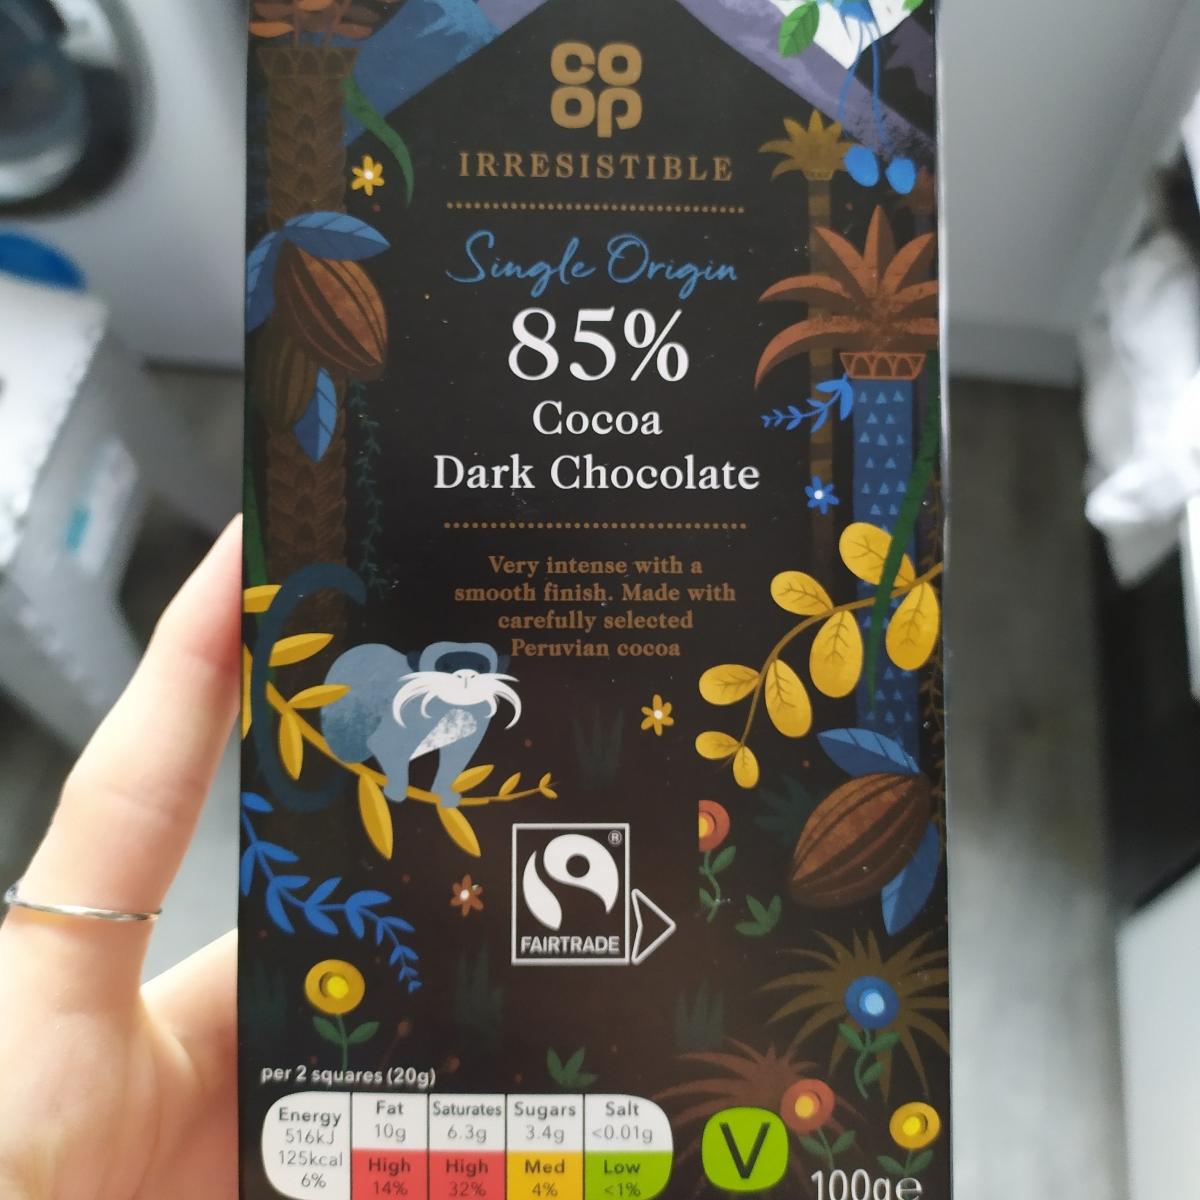 CO
OP
IRRESISTIBLE
Single Origin
85%
Cocoa
Dark Chocolate
Very intense with a
smooth finish. Made with
carefully selected
Peruvian cocoa
®
FAIRTRADE
per 2 squares (20g)
Energy Fat Saturates Sugars Salt
516kJ 10g 6.3g 3.4g <0.01g
125kcal High High Med Low
6% 14% 32% 4% <1%
V
100g℮